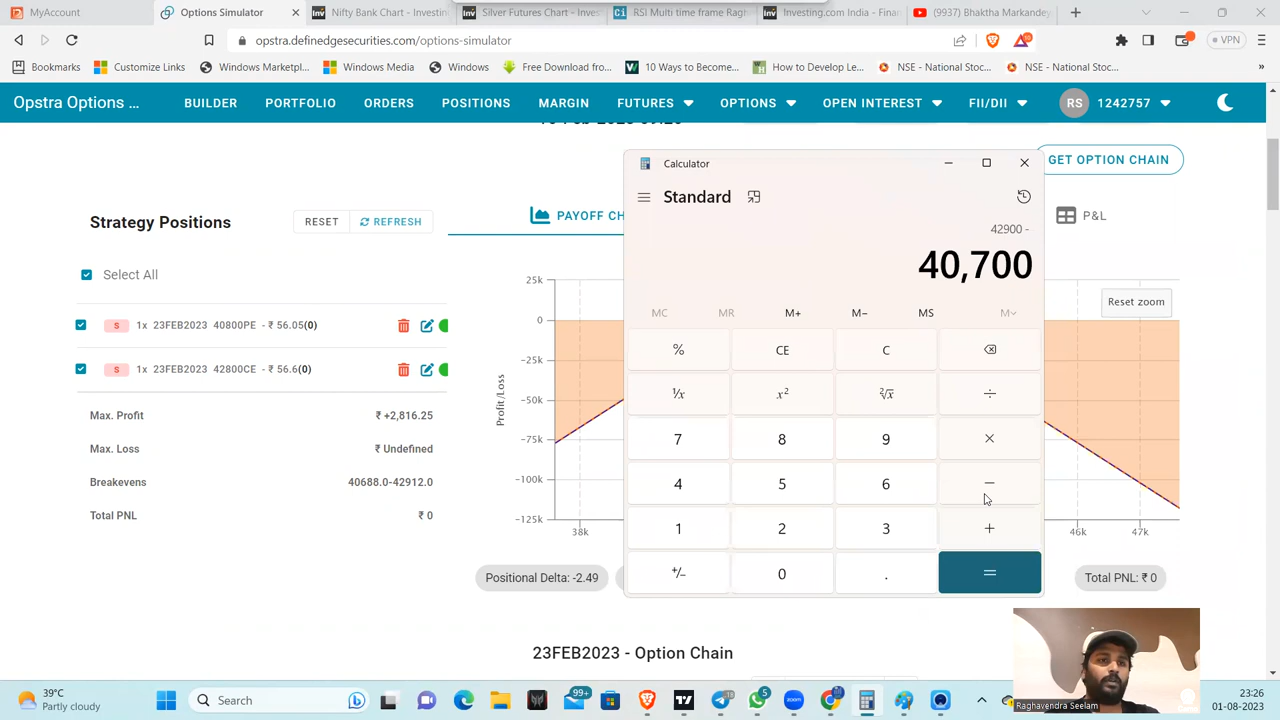 MyAccount
Options Simulator
Nifty Bank Chart - Investing
Silver Futures Chart - Inves
RSI Multi time frame Ragha
Investing.com India - Finan
(9937) Bhaktha Markandey
opstra.definedgesecurities.com/options-simulator
VPN
Bookmarks
Customize Links
Windows Marketpl...
Windows Media
Windows
Free Download fro...
10 Ways to Become...
How to Develop Le...
NSE - National Stoc...
NSE - National Stoc...
Opstra Options ...
BUILDER
PORTFOLIO
ORDERS
POSITIONS
MARGIN
FUTURES
OPTIONS
OPEN INTEREST
FII/DII
RS
1242757
GET OPTION CHAIN
Strategy Positions
RESET
REFRESH
PAYOFF CH
P&L
Select All
S 1x 23FEB2023 40800PE - ₹ 56.05(0)
S 1x 23FEB2023 42800CE - ₹ 56.6(0)
Max. Profit ₹ +2,816.25
Max. Loss ₹ Undefined
Breakevens 40688.0-42912.0
Total PNL ₹ 0
Profit/Loss
25k
0
-25k
-50k
-75k
-100k
-125k
38k
46k
47k
Reset zoom
Positional Delta: -2.49
Total PNL: ₹ 0
23FEB2023 - Option Chain
Calculator
Standard
42900 -
40,700
MC MR M+ M− MS M
% CE C
¹/x x² ²√x ÷
7 8 9 ×
4 5 6 −
1 2 3 +
+/− 0 . =
Raghavendra Seelam
39°C
Partly cloudy
Search
99+
5
13:26
01-08-2023